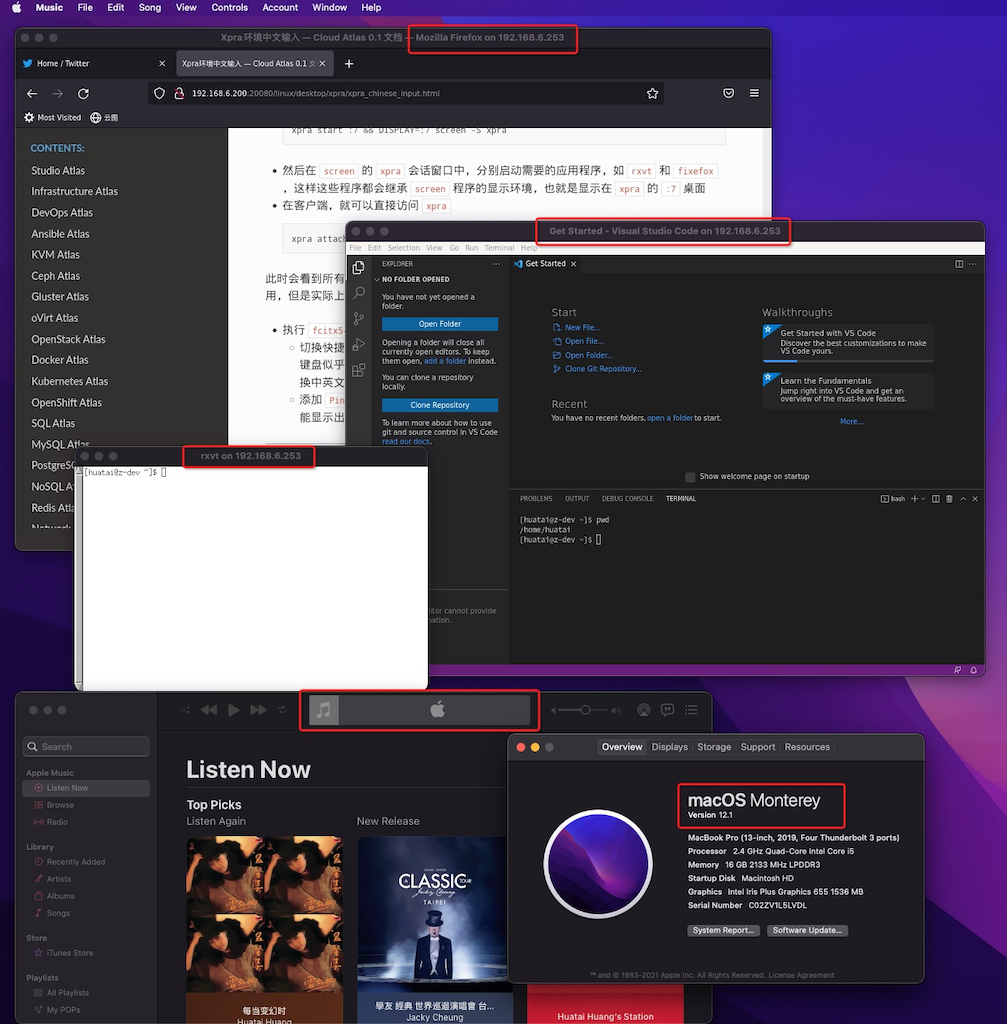 Music File Edit Song View Controls Account Window Help
Xpra环境中文输入 — Cloud Atlas 0.1 文档 — Mozilla Firefox on 192.168.6.253
Home / Twitter
Xpra环境中文输入 — Cloud Atlas 0.1 文
192.168.6.200:20080/linux/desktop/xpra/xpra_chinese_input.html
Most Visited 云图
CONTENTS:
Studio Atlas
Infrastructure Atlas
DevOps Atlas
Ansible Atlas
KVM Atlas
Ceph Atlas
Gluster Atlas
oVirt Atlas
OpenStack Atlas
Docker Atlas
Kubernetes Atlas
OpenShift Atlas
SQL Atlas
MySQL Atlas
PostgreSQ
NoSQL At
Redis Atla
Network
xpra start :7 && DISPLAY=:7 screen -S xpra
然后在 screen 的 xpra 会话窗口中，分别启动需要的应用程序，如 rxvt 和 fixefox
，这样这些程序都会继承 screen 程序的显示环境，也就是显示在 xpra 的 :7 桌面
在客户端，就可以直接访问 xpra
xpra attach
此时会看到所有
用，但是实际上
执行 fcitx5
切换快捷
键盘似乎
换中英文
添加 Pin
能显示出
Get Started - Visual Studio Code on 192.168.6.253
File Edit Selection View Go Run Terminal Help
EXPLORER
NO FOLDER OPENED
You have not yet opened a
folder.
Open Folder
Opening a folder will close all
currently open editors. To keep
them open, add a folder instead.
You can clone a repository
locally.
Clone Repository
To learn more about how to use
git and source control in VS Code
read our docs.
ditor cannot provide
mation.
Get Started
Start
New File...
Open File...
Open Folder...
Clone Git Repository...
Recent
You have no recent folders, open a folder to start.
Walkthroughs
Get Started with VS Code
Discover the best customizations to make
VS Code yours.
Learn the Fundamentals
Jump right into VS Code and get an
overview of the must-have features.
More...
Show welcome page on startup
PROBLEMS OUTPUT DEBUG CONSOLE TERMINAL
bash
[huatai@z-dev ~]$ pwd
/home/huatai
[huatai@z-dev ~]$
rxvt on 192.168.6.253
[huatai@z-dev ~]$
Search
Apple Music
Listen Now
Browse
Radio
Library
Recently Added
Artists
Albums
Songs
Store
iTunes Store
Playlists
All Playlists
My POPs
Listen Now
Top Picks
Listen Again
New Release
CLASSIC
TOUR
Jacky Cheung
TAIPEI
每当变幻时
Huatai Huang
學友 經典 世界巡迴演唱會 台...
Jacky Cheung
Huatai Huang's Station
Overview Displays Storage Support Resources
macOS Monterey
Version 12.1
MacBook Pro (13-inch, 2019, Four Thunderbolt 3 ports)
Processor 2.4 GHz Quad-Core Intel Core i5
Memory 16 GB 2133 MHz LPDDR3
Startup Disk Macintosh HD
Graphics Intel Iris Plus Graphics 655 1536 MB
Serial Number C02ZV1L5LVDL
System Report... Software Update...
™ and © 1983-2021 Apple Inc. All Rights Reserved. License Agreement